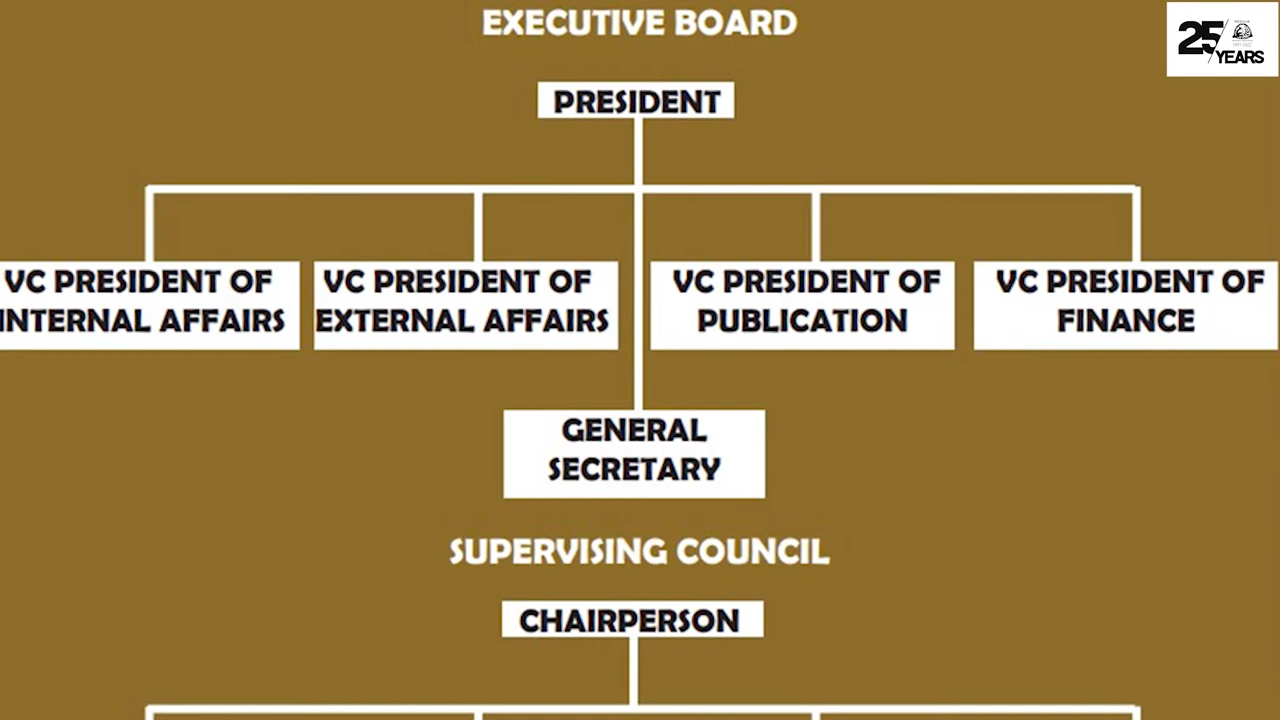 EXECUTIVE BOARD
25 YEARS
PRESIDENT
VC PRESIDENT OF
INTERNAL AFFAIRS
VC PRESIDENT OF
EXTERNAL AFFAIRS
VC PRESIDENT OF
PUBLICATION
VC PRESIDENT OF
FINANCE
GENERAL
SECRETARY
SUPERVISING COUNCIL
CHAIRPERSON